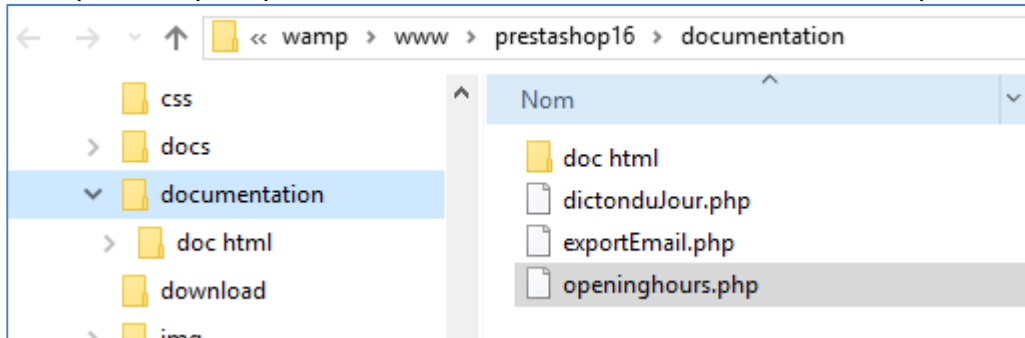 « wamp > www > prestashop16 > documentation
css
docs
documentation
doc html
download
Nom
doc html
dictonduJour.php
exportEmail.php
openinghours.php